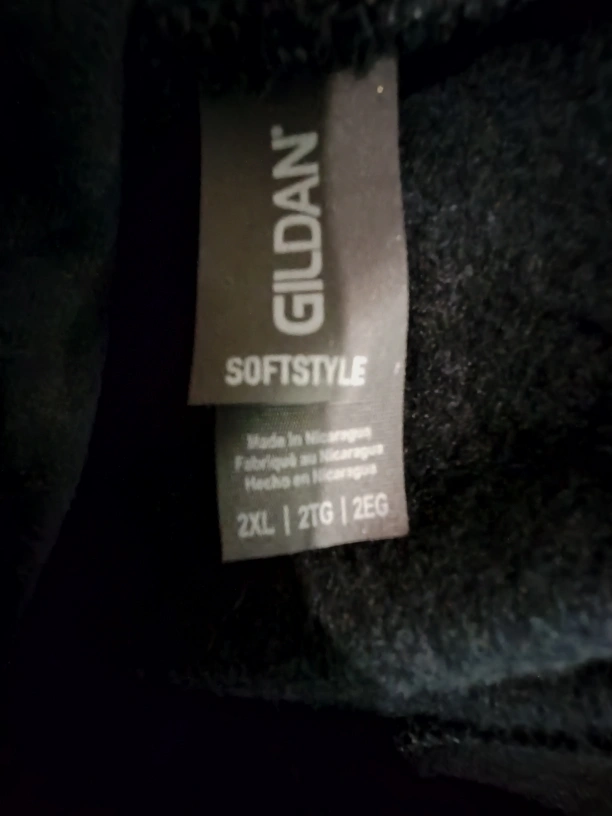 GILDAN®
SOFTSTYLE
Made in Nicaragua
Fabriqué au Nicaragua
Hecho en Nicaragua
2XL | 2TG | 2EG